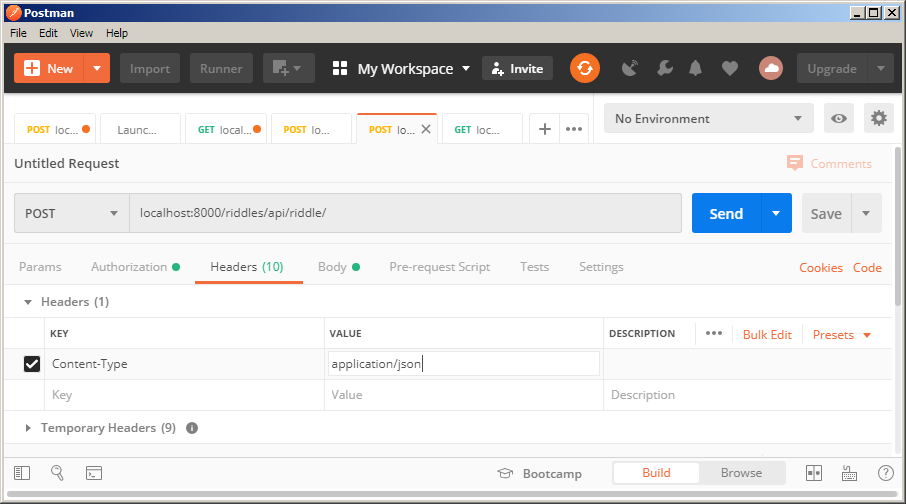 Postman
File Edit View Help
New Import Runner My Workspace Invite Upgrade
POST loc... Launc... GET local... POST lo... POST lo... GET loc... No Environment
Untitled Request Comments
POST localhost:8000/riddles/api/riddle/ Send Save
Params Authorization Headers (10) Body Pre-request Script Tests Settings Cookies Code
Headers (1)
KEY VALUE DESCRIPTION Bulk Edit Presets
Content-Type application/json
Key Value Description
Temporary Headers (9)
Bootcamp Build Browse